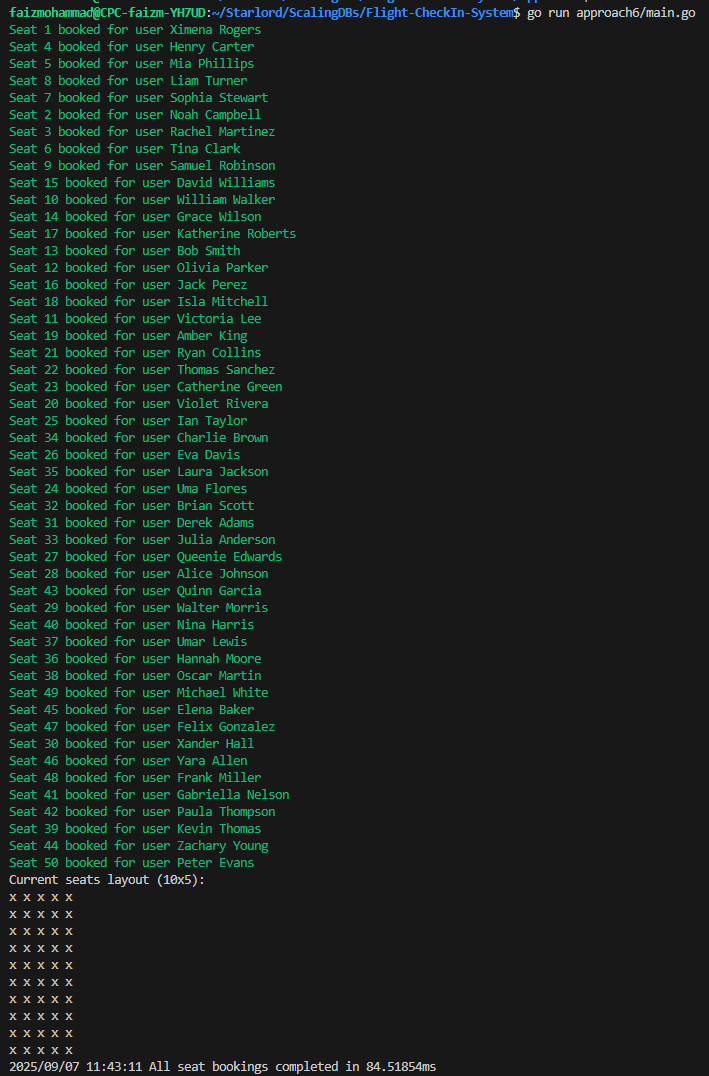 faizmohammad@CPC-faizm-YH7UD:~/Starlord/ScalingDBs/Flight-CheckIn-System$ go run approach6/main.go
Seat 1 booked for user Ximena Rogers
Seat 4 booked for user Henry Carter
Seat 5 booked for user Mia Phillips
Seat 8 booked for user Liam Turner
Seat 7 booked for user Sophia Stewart
Seat 2 booked for user Noah Campbell
Seat 3 booked for user Rachel Martinez
Seat 6 booked for user Tina Clark
Seat 9 booked for user Samuel Robinson
Seat 15 booked for user David Williams
Seat 10 booked for user William Walker
Seat 14 booked for user Grace Wilson
Seat 17 booked for user Katherine Roberts
Seat 13 booked for user Bob Smith
Seat 12 booked for user Olivia Parker
Seat 16 booked for user Jack Perez
Seat 18 booked for user Isla Mitchell
Seat 11 booked for user Victoria Lee
Seat 19 booked for user Amber King
Seat 21 booked for user Ryan Collins
Seat 22 booked for user Thomas Sanchez
Seat 23 booked for user Catherine Green
Seat 20 booked for user Violet Rivera
Seat 25 booked for user Ian Taylor
Seat 34 booked for user Charlie Brown
Seat 26 booked for user Eva Davis
Seat 35 booked for user Laura Jackson
Seat 24 booked for user Uma Flores
Seat 32 booked for user Brian Scott
Seat 31 booked for user Derek Adams
Seat 33 booked for user Julia Anderson
Seat 27 booked for user Queenie Edwards
Seat 28 booked for user Alice Johnson
Seat 43 booked for user Quinn Garcia
Seat 29 booked for user Walter Morris
Seat 40 booked for user Nina Harris
Seat 37 booked for user Umar Lewis
Seat 36 booked for user Hannah Moore
Seat 38 booked for user Oscar Martin
Seat 49 booked for user Michael White
Seat 45 booked for user Elena Baker
Seat 47 booked for user Felix Gonzalez
Seat 30 booked for user Xander Hall
Seat 46 booked for user Yara Allen
Seat 48 booked for user Frank Miller
Seat 41 booked for user Gabriella Nelson
Seat 42 booked for user Paula Thompson
Seat 39 booked for user Kevin Thomas
Seat 44 booked for user Zachary Young
Seat 50 booked for user Peter Evans
Current seats layout (10x5):
x x x x x
x x x x x
x x x x x
x x x x x
x x x x x
x x x x x
x x x x x
x x x x x
x x x x x
x x x x x
2025/09/07 11:43:11 All seat bookings completed in 84.51854ms